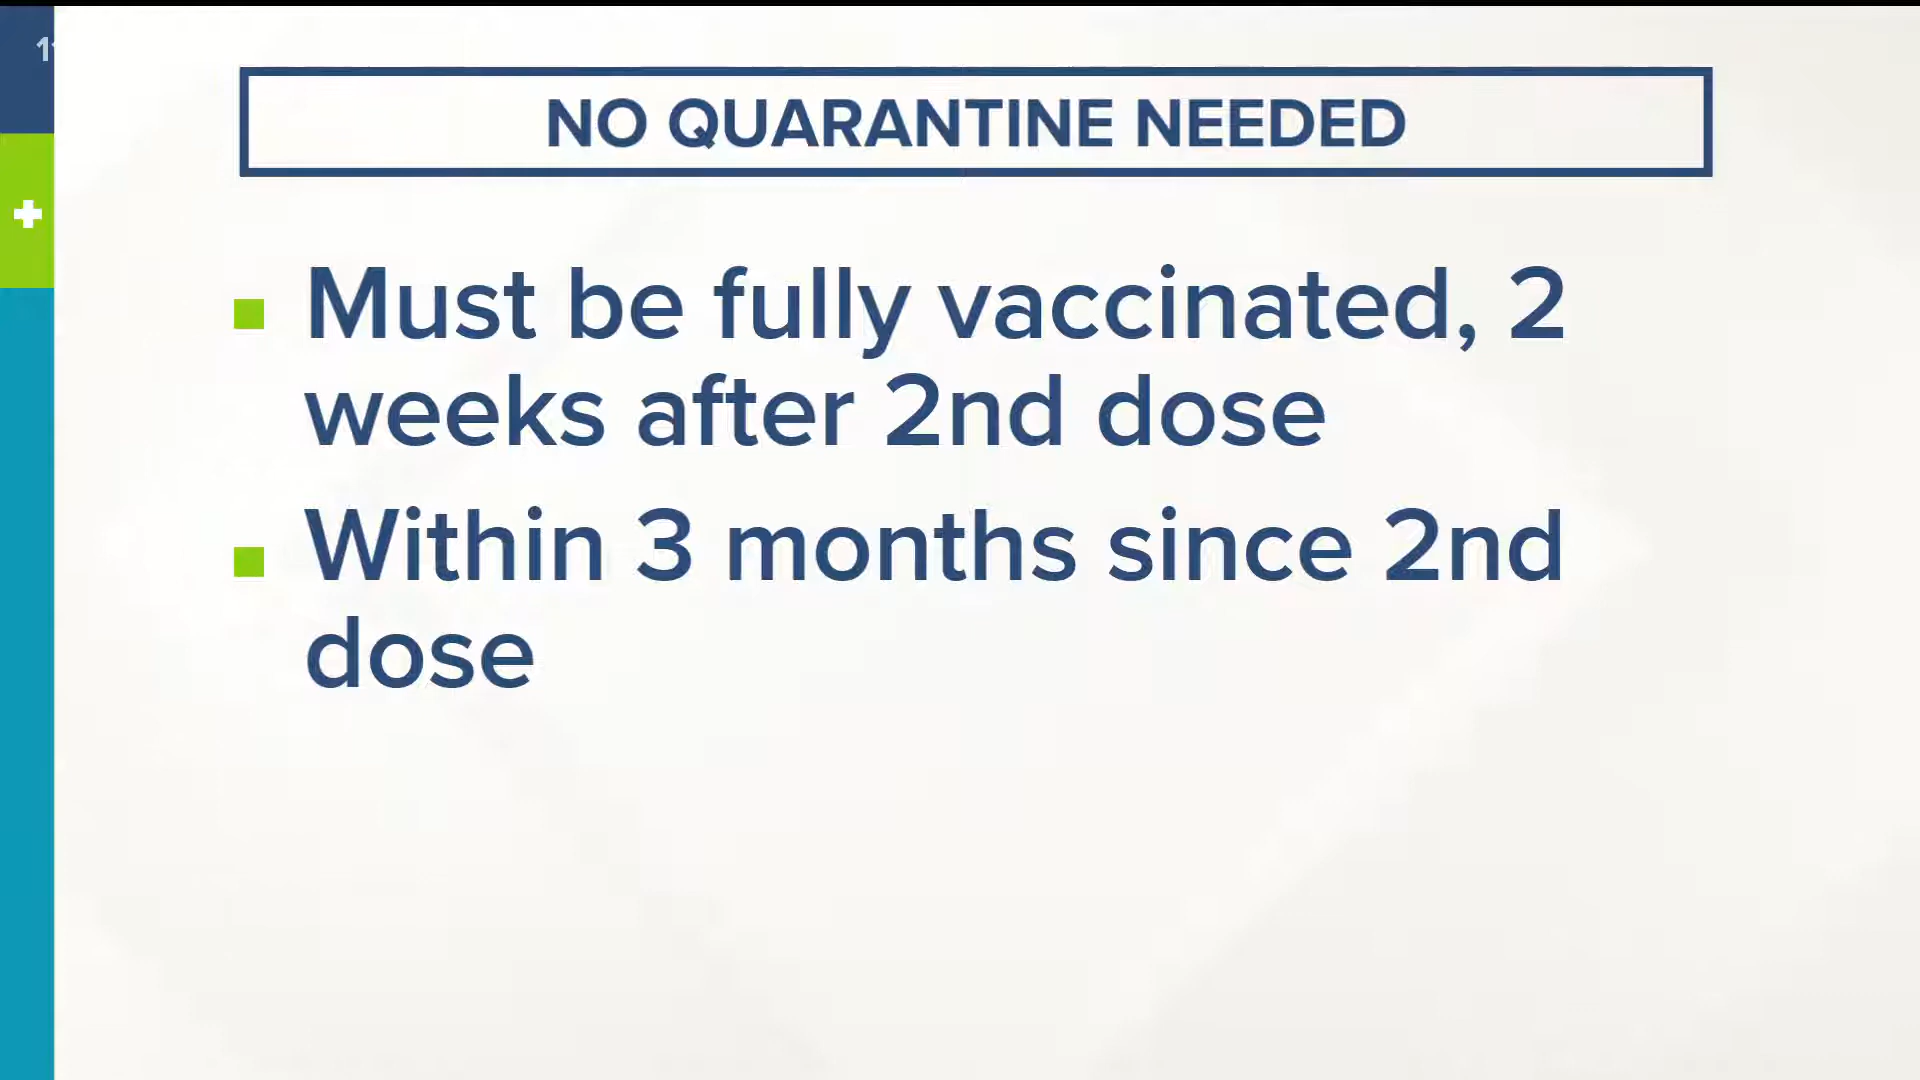 NO QUARANTINE NEEDED
Must be fully vaccinated, 2
weeks after 2nd dose
Within 3 months since 2nd
dose